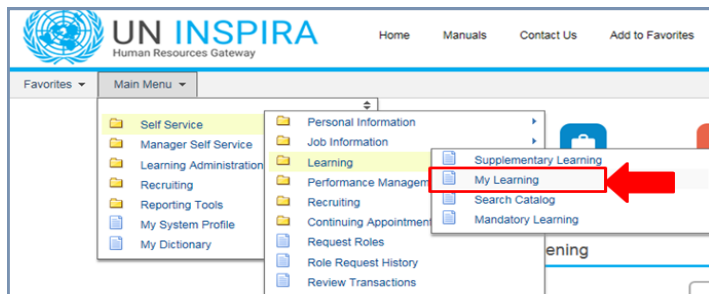 UN INSPIRA
Human Resources Gateway
Home Manuals Contact Us Add to Favorites
Favorites Main Menu
Self Service
Manager Self Service
Learning Administration
Recruiting
Reporting Tools
My System Profile
My Dictionary
Personal Information
Job Information
Learning
Performance Managem
Recruiting
Continuing Appointmen
Request Roles
Role Request History
Review Transactions
Supplementary Learning
My Learning
Search Catalog
Mandatory Learning
ening